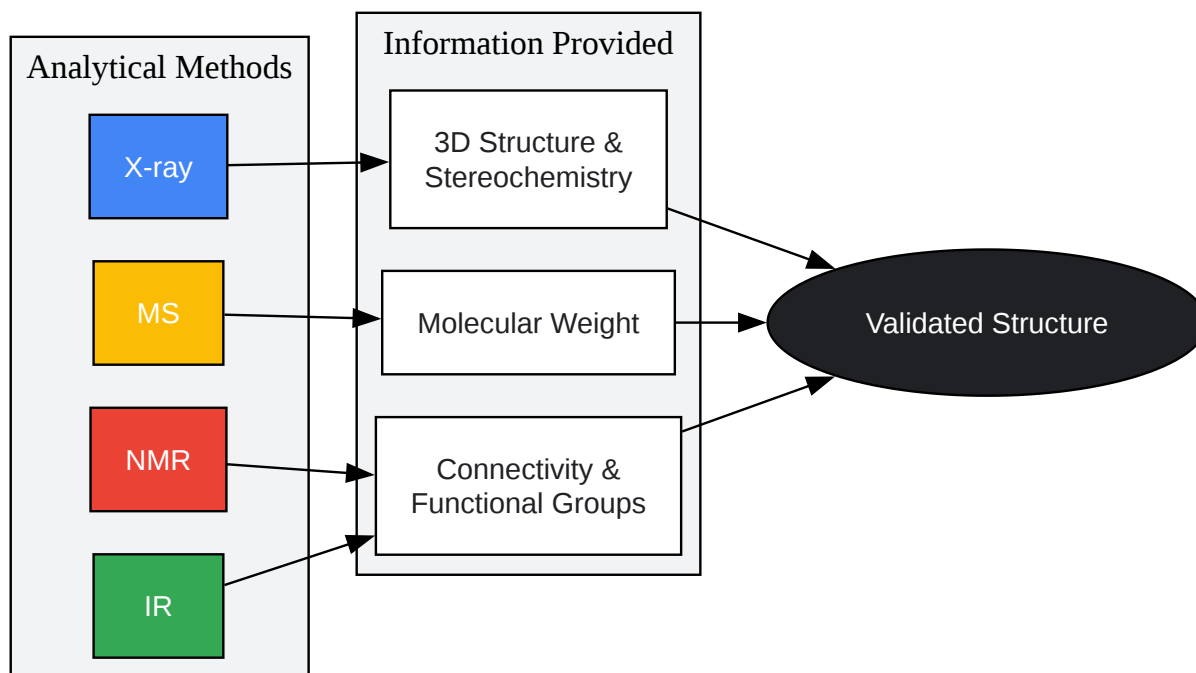 Analytical Methods
X-ray
MS
NMR
IR
Information Provided
3D Structure &
Stereochemistry
Molecular Weight
Connectivity &
Functional Groups
Validated Structure